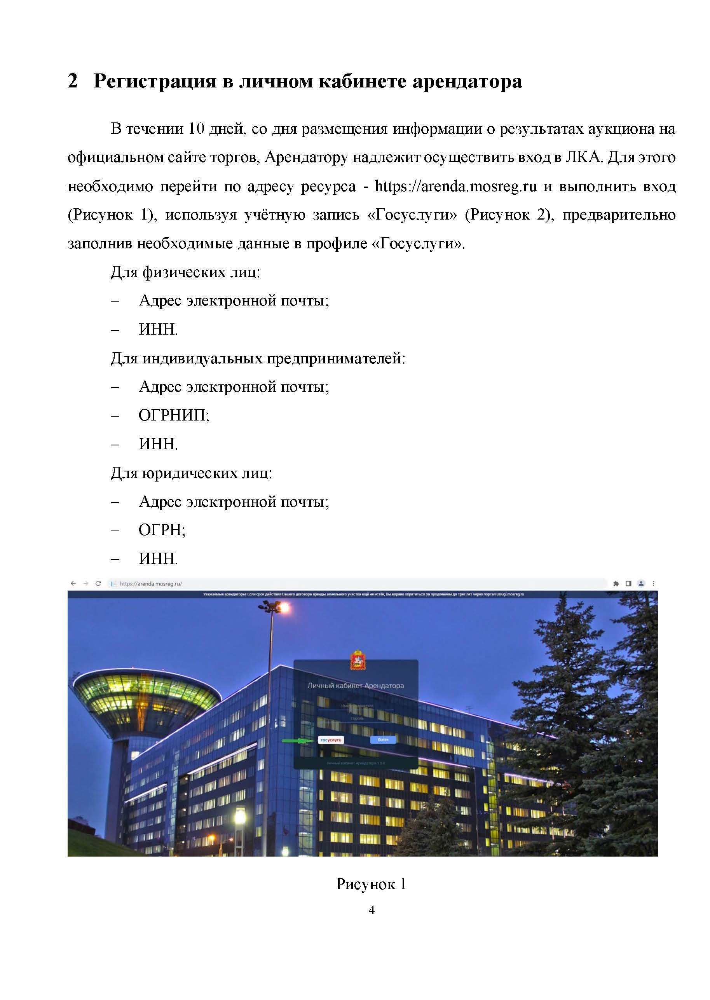 2 Регистрация в личном кабинете арендатора
В течении 10 дней, со дня размещения информации о результатах аукциона на
официальном сайте торгов, Арендатору надлежит осуществить вход в ЛКА. Для этого
необходимо перейти по адресу ресурса - https://arenda.mosreg.ru и выполнить вход
(Рисунок 1), используя учётную запись «Госуслуги» (Рисунок 2), предварительно
заполнив необходимые данные в профиле «Госуслуги».
Для физических лиц:
– Адрес электронной почты;
– ИНН.
Для индивидуальных предпринимателей:
– Адрес электронной почты;
– ОГРНИП;
– ИНН.
Для юридических лиц:
– Адрес электронной почты;
– ОГРН;
– ИНН.
https://arenda.mosreg.ru/
Уважаемые арендаторы! Если срок действия Вашего договора аренды земельного участка ещё не истёк, Вы вправе обратиться за продлением до трех лет через портал uslugi.mosreg.ru
Личный кабинет Арендатора
Пароль
госуслуги Войти
Личный кабинет Арендатора
Рисунок 1
4